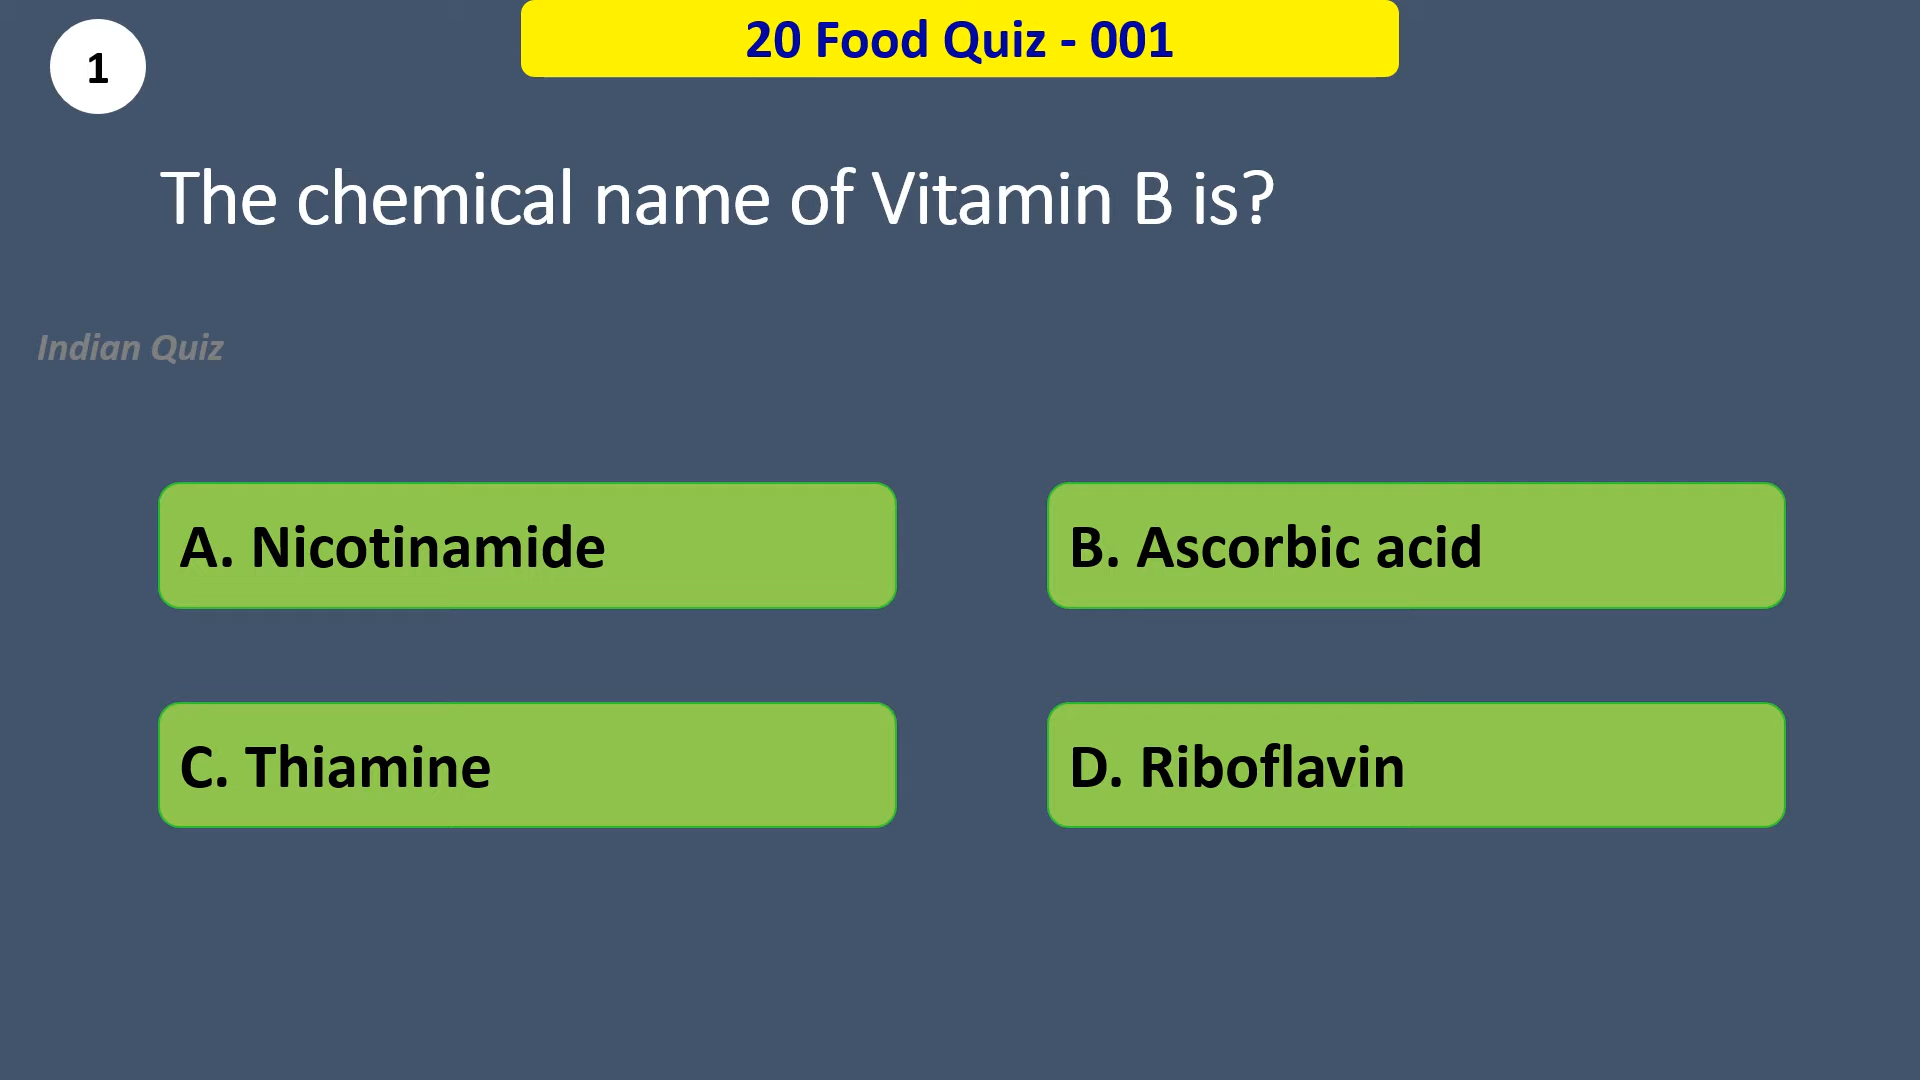 1
20 Food Quiz - 001
The chemical name of Vitamin B is?
Indian Quiz
A. Nicotinamide
B. Ascorbic acid
C. Thiamine
D. Riboflavin